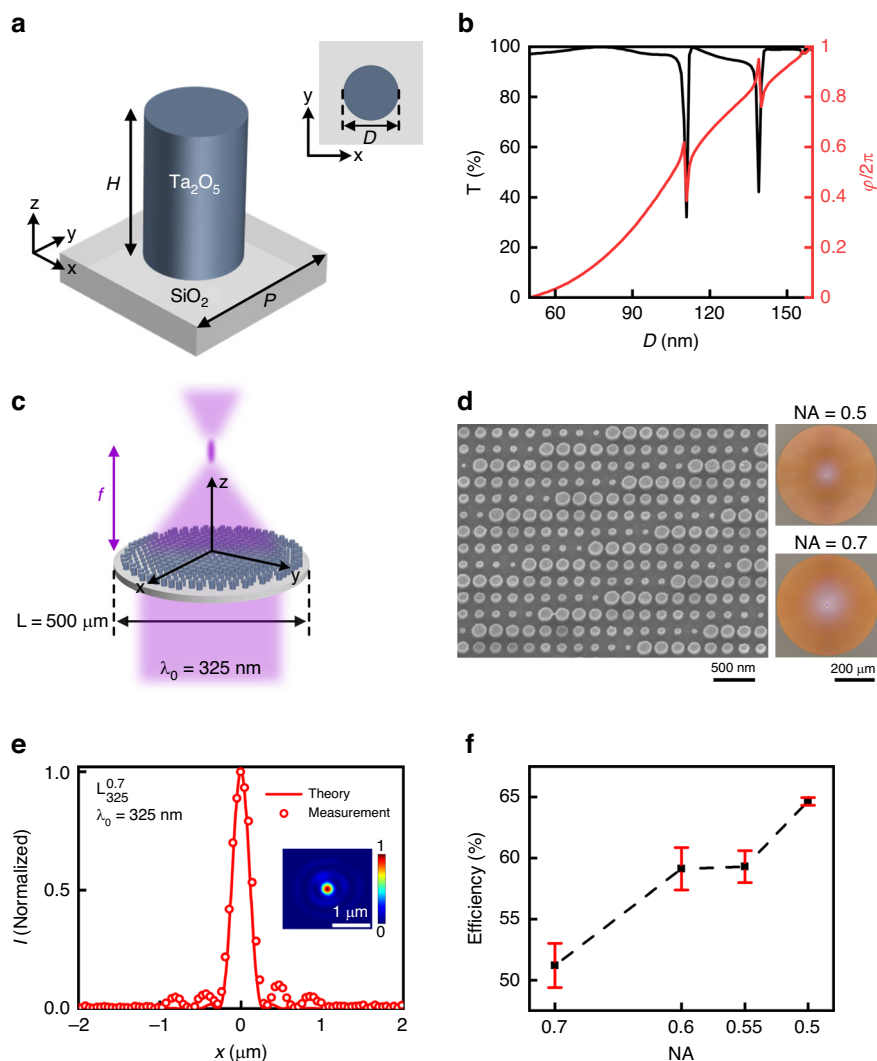 a
y
D
x
H
Ta2O5
z
y
x
SiO2
P
b
100
80
60
40
20
0
T (%)
60
90
120
150
D (nm)
1
0.8
0.6
0.4
0.2
0
φ/2π
c
f
z
x
y
L = 500 μm
λ0 = 325 nm
d
NA = 0.5
NA = 0.7
500 nm
200 μm
e
1.0
0.5
0.0
I (Normalized)
L 0.7 325
λ0 = 325 nm
Theory
Measurement
1
0
1 μm
−2
−1
0
1
2
x (μm)
f
65
60
55
50
Efficiency (%)
0.7
0.6
0.55
0.5
NA